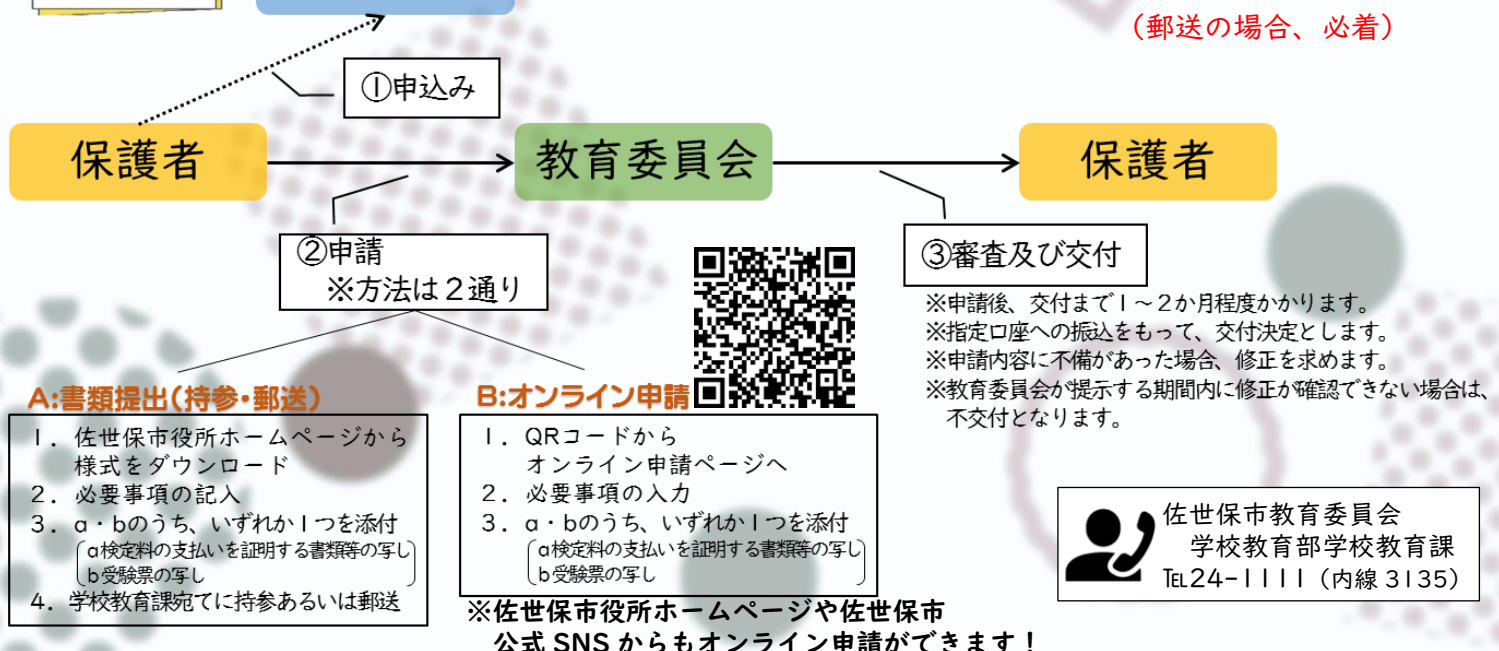 （郵送の場合、必着）
①申込み
保護者
教育委員会
保護者
②申請
※方法は２通り
③審査及び交付
※申請後、交付まで１～２か月程度かかります。
※指定口座への振込をもって、交付決定とします。
※申請内容に不備があった場合、修正を求めます。
※教育委員会が提示する期間内に修正が確認できない場合は、
不交付となります。
A:書類提出（持参・郵送）
１．佐世保市役所ホームページから
様式をダウンロード
２．必要事項の記入
３．a・bのうち、いずれか１つを添付
a検定料の支払いを証明する書類等の写し
b受験票の写し
４．学校教育課宛てに持参あるいは郵送
B:オンライン申請
１．QRコードから
オンライン申請ページへ
２．必要事項の入力
３．a・bのうち、いずれか１つを添付
a検定料の支払いを証明する書類等の写し
b受験票の写し
※佐世保市役所ホームページや佐世保市
公式SNSからもオンライン申請ができます！
佐世保市教育委員会
学校教育部学校教育課
℡24-1111（内線3135）